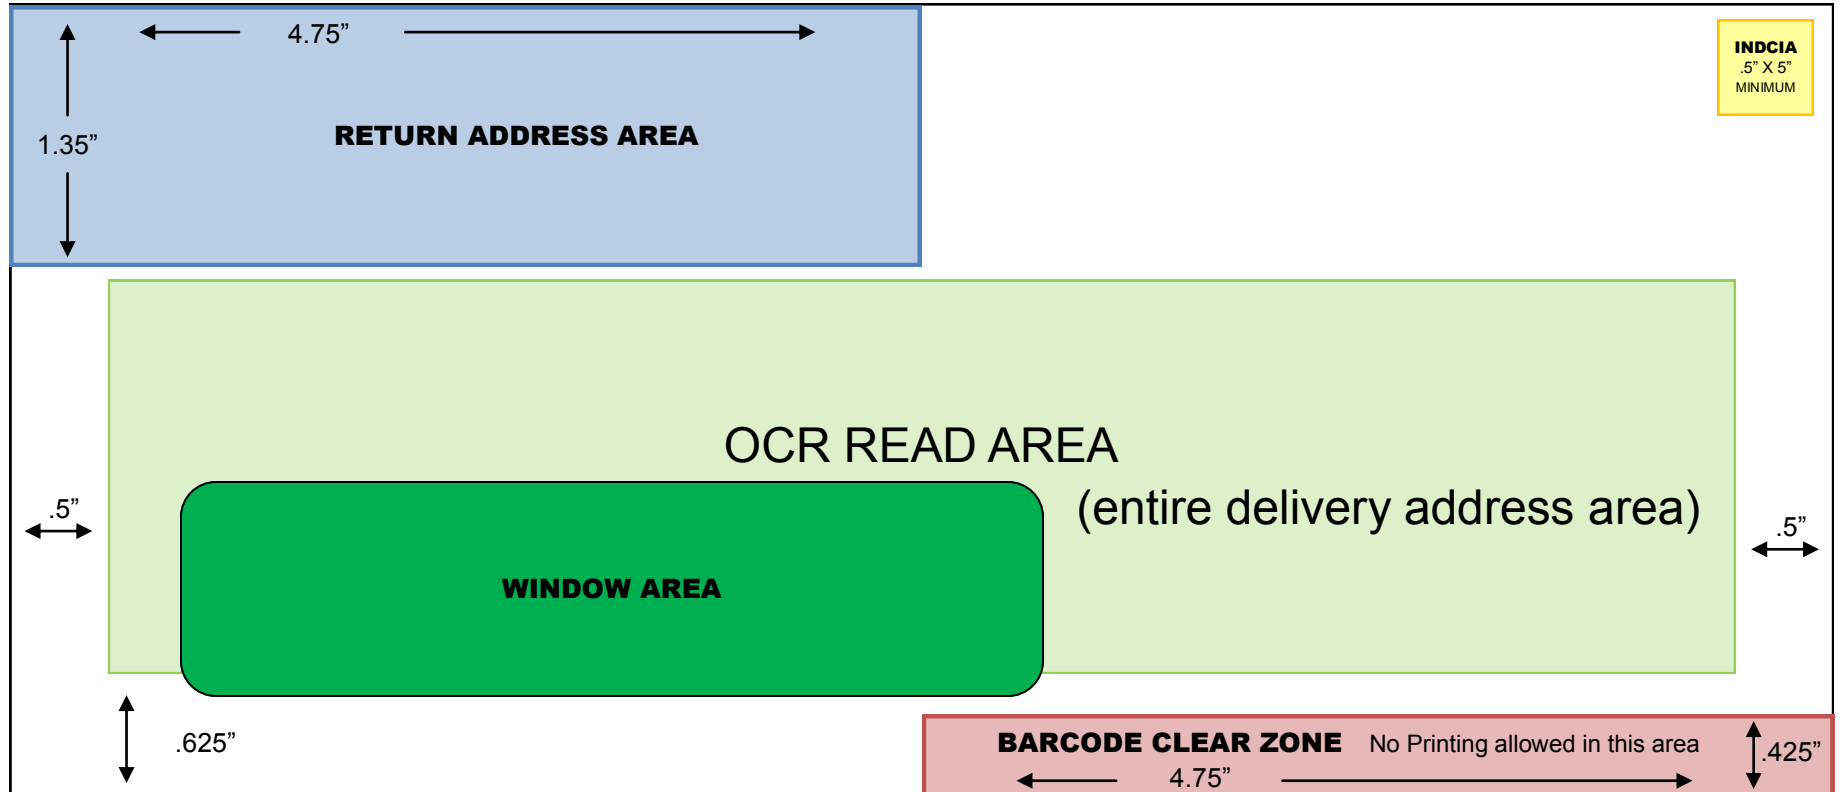 4.75”
INDCIA
.5” X 5”
MINIMUM
1.35”
RETURN ADDRESS AREA
OCR READ AREA
(entire delivery address area)
.5”
.5”
WINDOW AREA
.625”
BARCODE CLEAR ZONE No Printing allowed in this area
.425”
4.75”